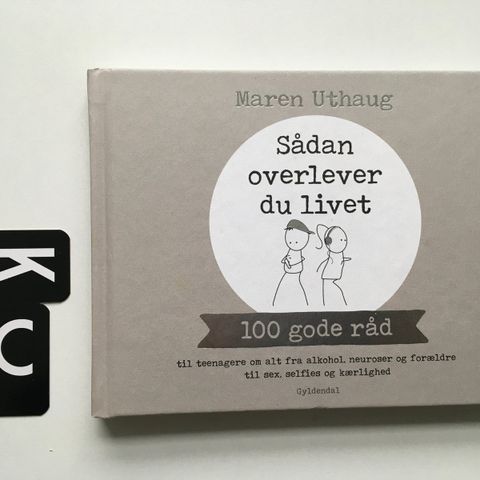 Maren Uthaug
Sådan
overlever
du livet
100 gode råd
til teenagere om alt fra alkohol, neuroser og forældre
til sex, selfies og kærlighed
Gyldendal
K
C